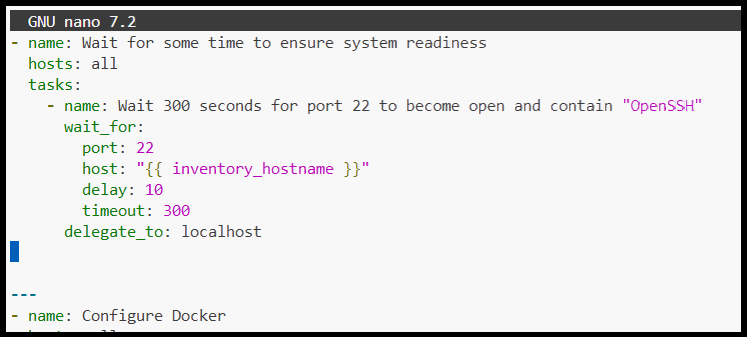 GNU nano 7.2
- name: Wait for some time to ensure system readiness
  hosts: all
  tasks:
    - name: Wait 300 seconds for port 22 to become open and contain "OpenSSH"
      wait_for:
        port: 22
        host: "{{ inventory_hostname }}"
        delay: 10
        timeout: 300
      delegate_to: localhost
---
- name: Configure Docker